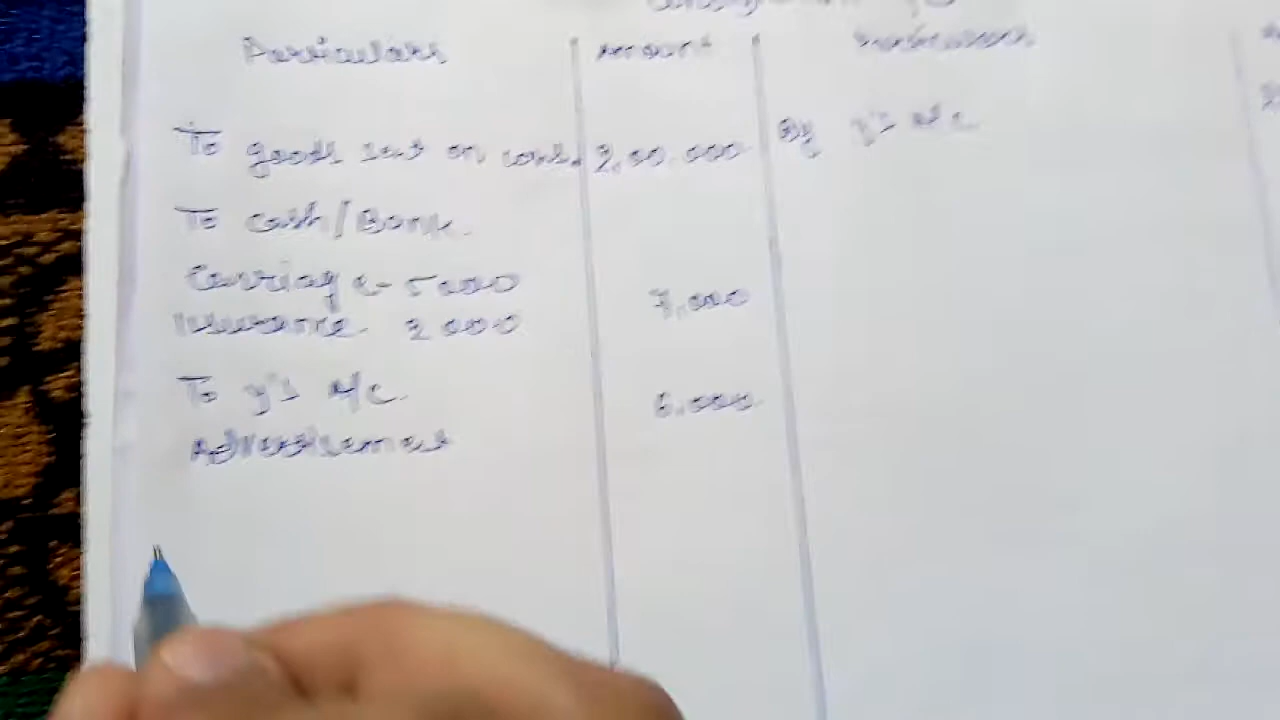 Particulars Amount Particulars
To goods sent on cons. 2,00,000 By y's A/c
To Cash/Bank.
Carriage - 5000
7,000
Insurance - 2000
To y's A/c.
6,000
Advertisement